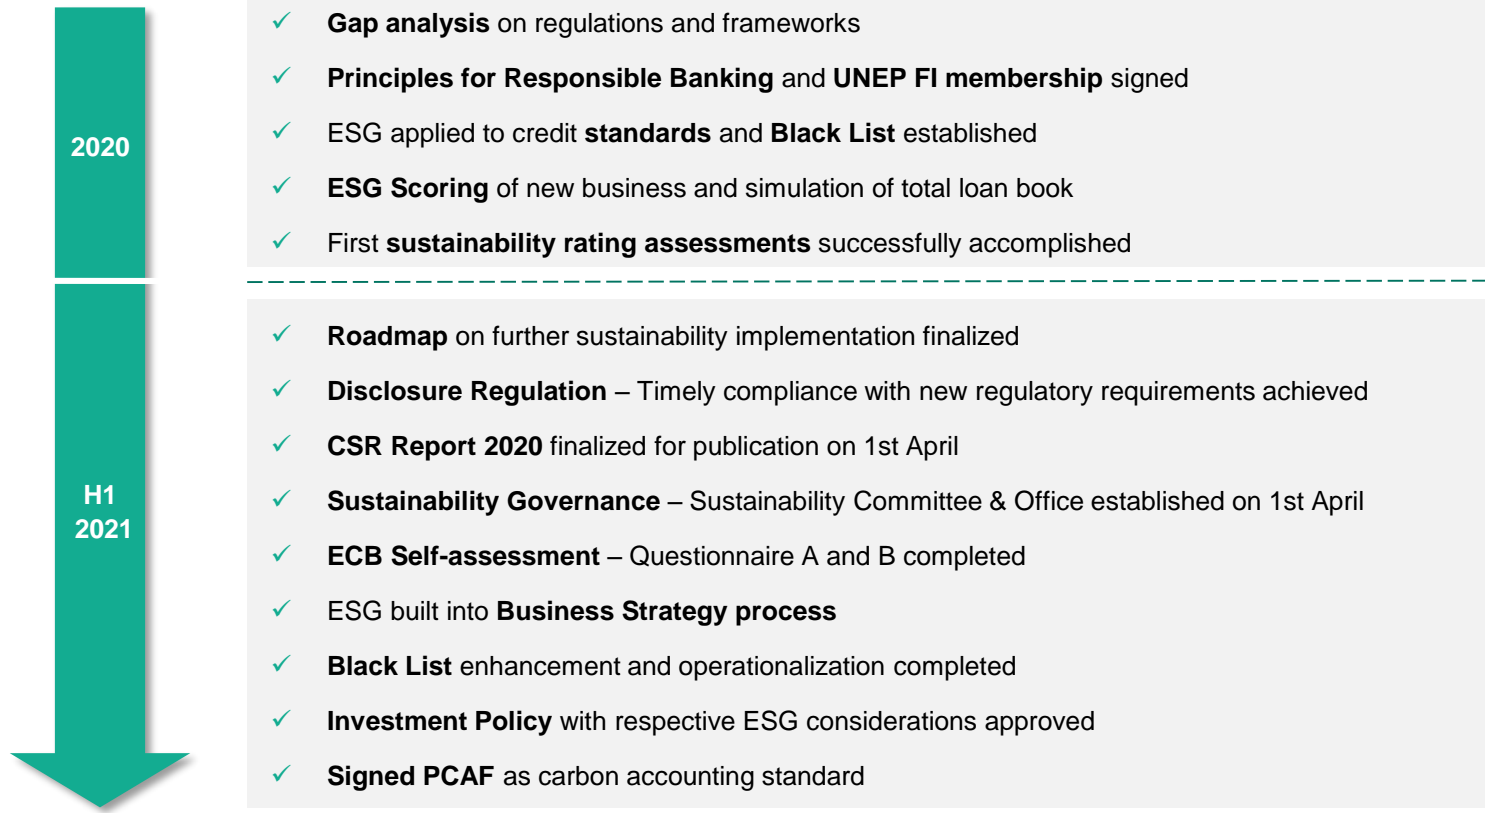 2020
✓ Gap analysis on regulations and frameworks
✓ Principles for Responsible Banking and UNEP FI membership signed
✓ ESG applied to credit standards and Black List established
✓ ESG Scoring of new business and simulation of total loan book
✓ First sustainability rating assessments successfully accomplished
H1
2021
✓ Roadmap on further sustainability implementation finalized
✓ Disclosure Regulation – Timely compliance with new regulatory requirements achieved
✓ CSR Report 2020 finalized for publication on 1st April
✓ Sustainability Governance – Sustainability Committee & Office established on 1st April
✓ ECB Self-assessment – Questionnaire A and B completed
✓ ESG built into Business Strategy process
✓ Black List enhancement and operationalization completed
✓ Investment Policy with respective ESG considerations approved
✓ Signed PCAF as carbon accounting standard